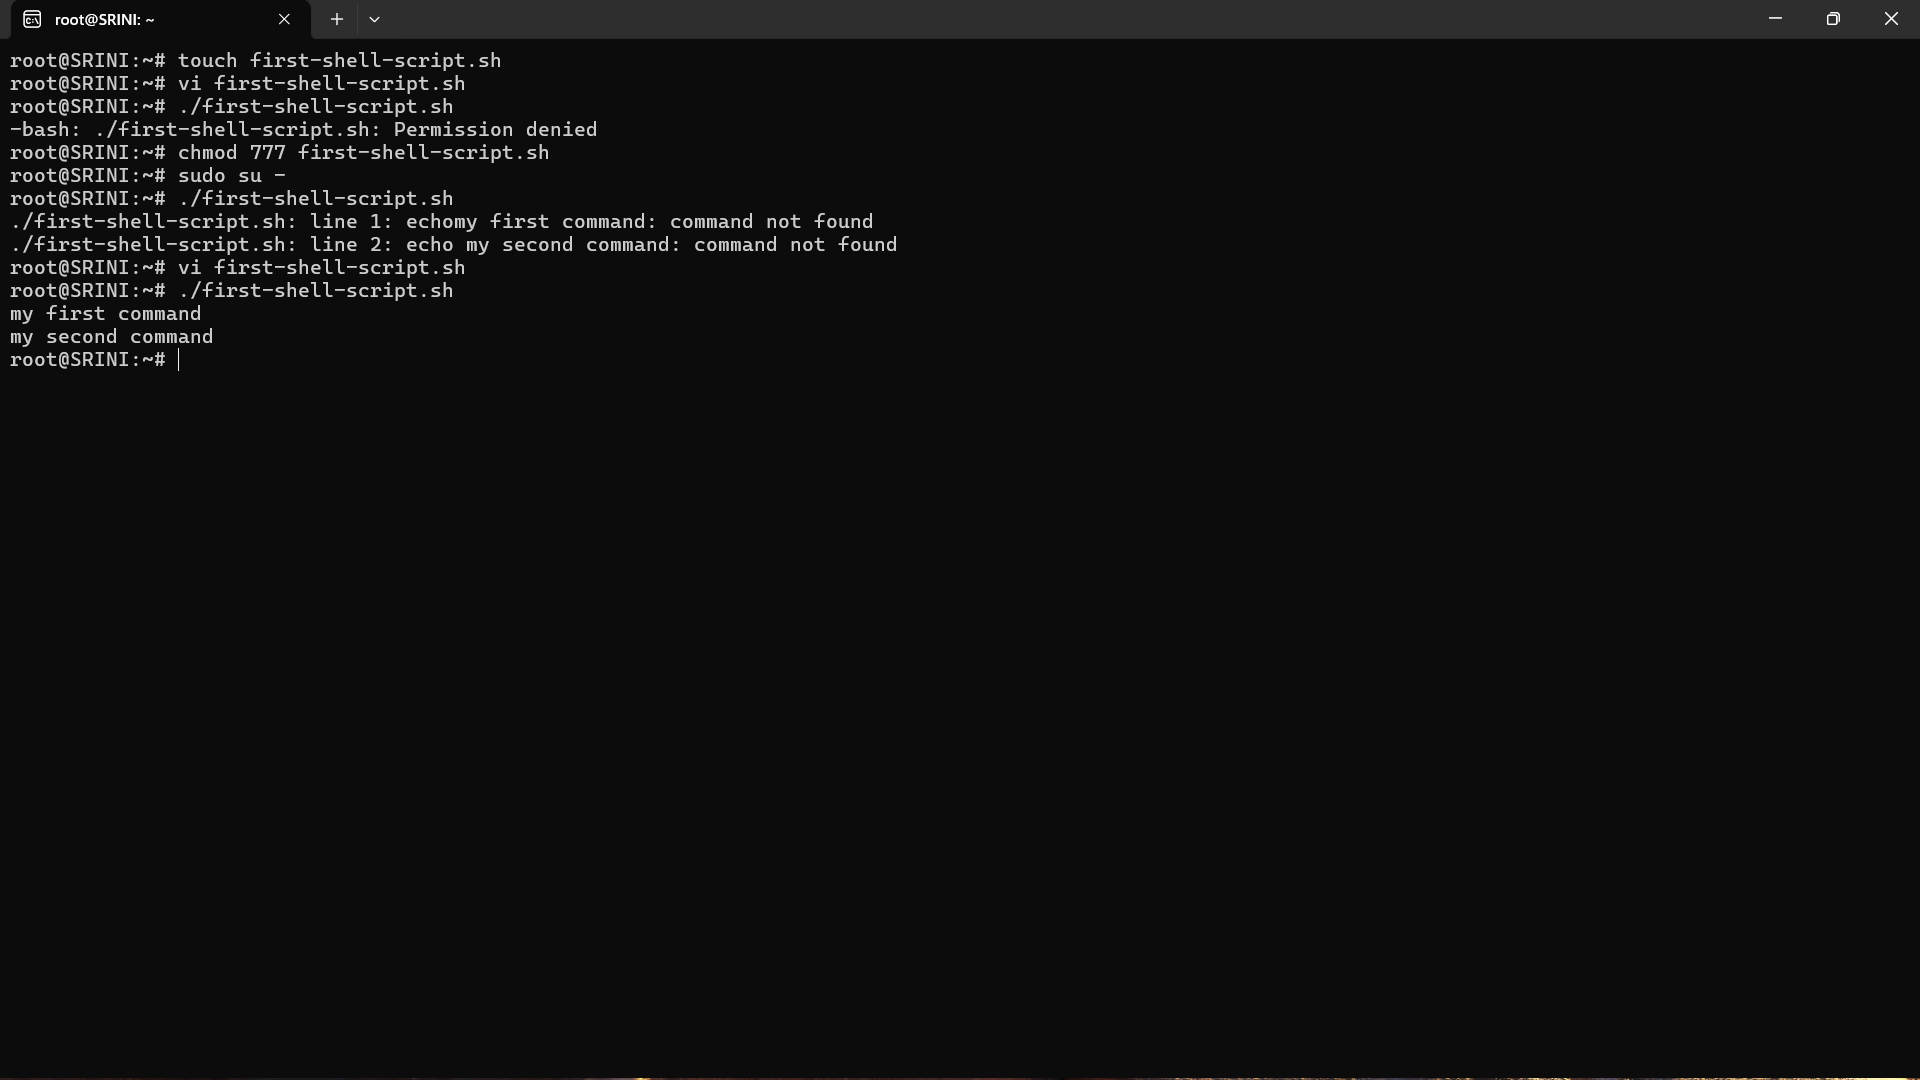 root@SRINI: ~
root@SRINI:~# touch first-shell-script.sh
root@SRINI:~# vi first-shell-script.sh
root@SRINI:~# ./first-shell-script.sh
-bash: ./first-shell-script.sh: Permission denied
root@SRINI:~# chmod 777 first-shell-script.sh
root@SRINI:~# sudo su -
root@SRINI:~# ./first-shell-script.sh
./first-shell-script.sh: line 1: echomy first command: command not found
./first-shell-script.sh: line 2: echo my second command: command not found
root@SRINI:~# vi first-shell-script.sh
root@SRINI:~# ./first-shell-script.sh
my first command
my second command
root@SRINI:~#